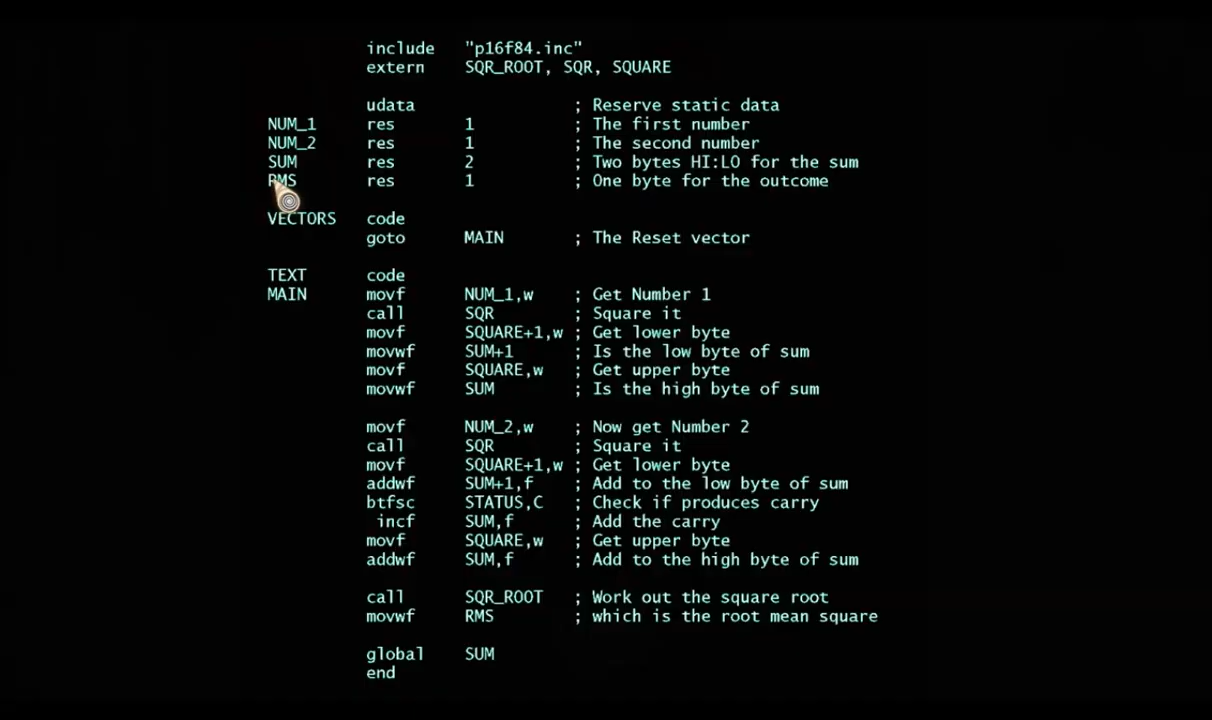 include "p16f84.inc"
extern SQR_ROOT, SQR, SQUARE
udata ; Reserve static data
NUM_1 res 1 ; The first number
NUM_2 res 1 ; The second number
SUM res 2 ; Two bytes HI:LO for the sum
RMS res 1 ; One byte for the outcome
VECTORS code
goto MAIN ; The Reset vector
TEXT code
MAIN movf NUM_1,w ; Get Number 1
call SQR ; Square it
movf SQUARE+1,w ; Get lower byte
movwf SUM+1 ; Is the low byte of sum
movf SQUARE,w ; Get upper byte
movwf SUM ; Is the high byte of sum
movf NUM_2,w ; Now get Number 2
call SQR ; Square it
movf SQUARE+1,w ; Get lower byte
addwf SUM+1,f ; Add to the low byte of sum
btfsc STATUS,C ; Check if produces carry
incf SUM,f ; Add the carry
movf SQUARE,w ; Get upper byte
addwf SUM,f ; Add to the high byte of sum
call SQR_ROOT ; Work out the square root
movwf RMS ; which is the root mean square
global SUM
end